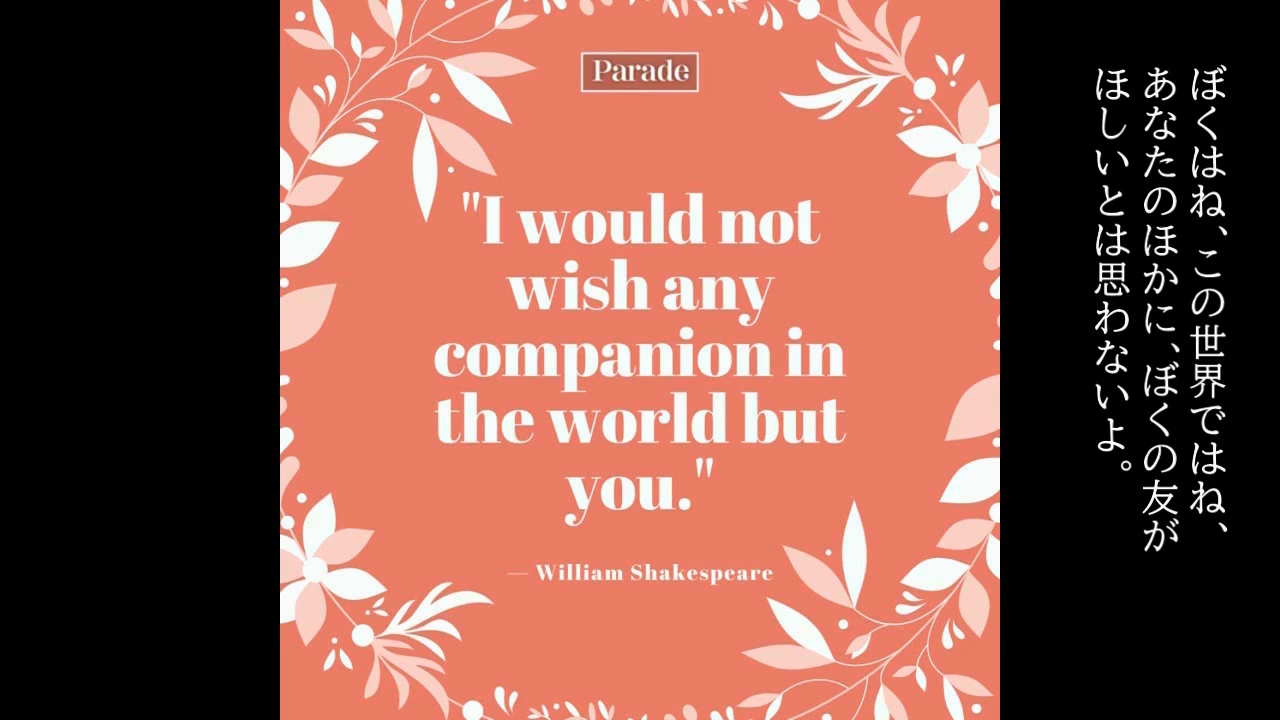 Parade
"I would not
wish any
companion in
the world but
you."
— William Shakespeare
ぼくはね、この世界ではね、
あなたのほかに、ぼくの友が
ほしいとは思わないよ。